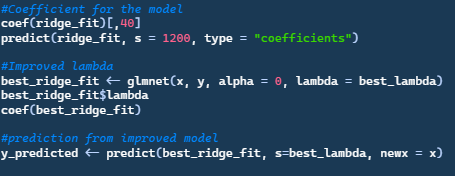 #Coefficient for the model
coef(ridge_fit)[,40]
predict(ridge_fit, s = 1200, type = "coefficients")
#Improved lambda
best_ridge_fit <- glmnet(x, y, alpha = 0, lambda = best_lambda)
best_ridge_fit$lambda
coef(best_ridge_fit)
#prediction from improved model
y_predicted <- predict(best_ridge_fit, s=best_lambda, newx = x)